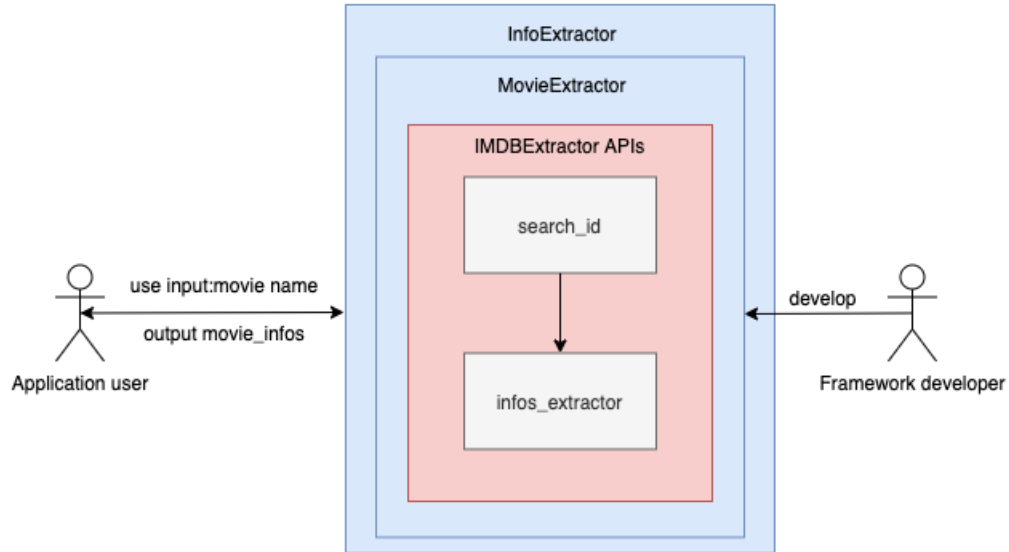 InfoExtractor
MovieExtractor
IMDBExtractor APIs
search_id
use input:movie name
develop
output movie_infos
Application user
Framework developer
infos_extractor